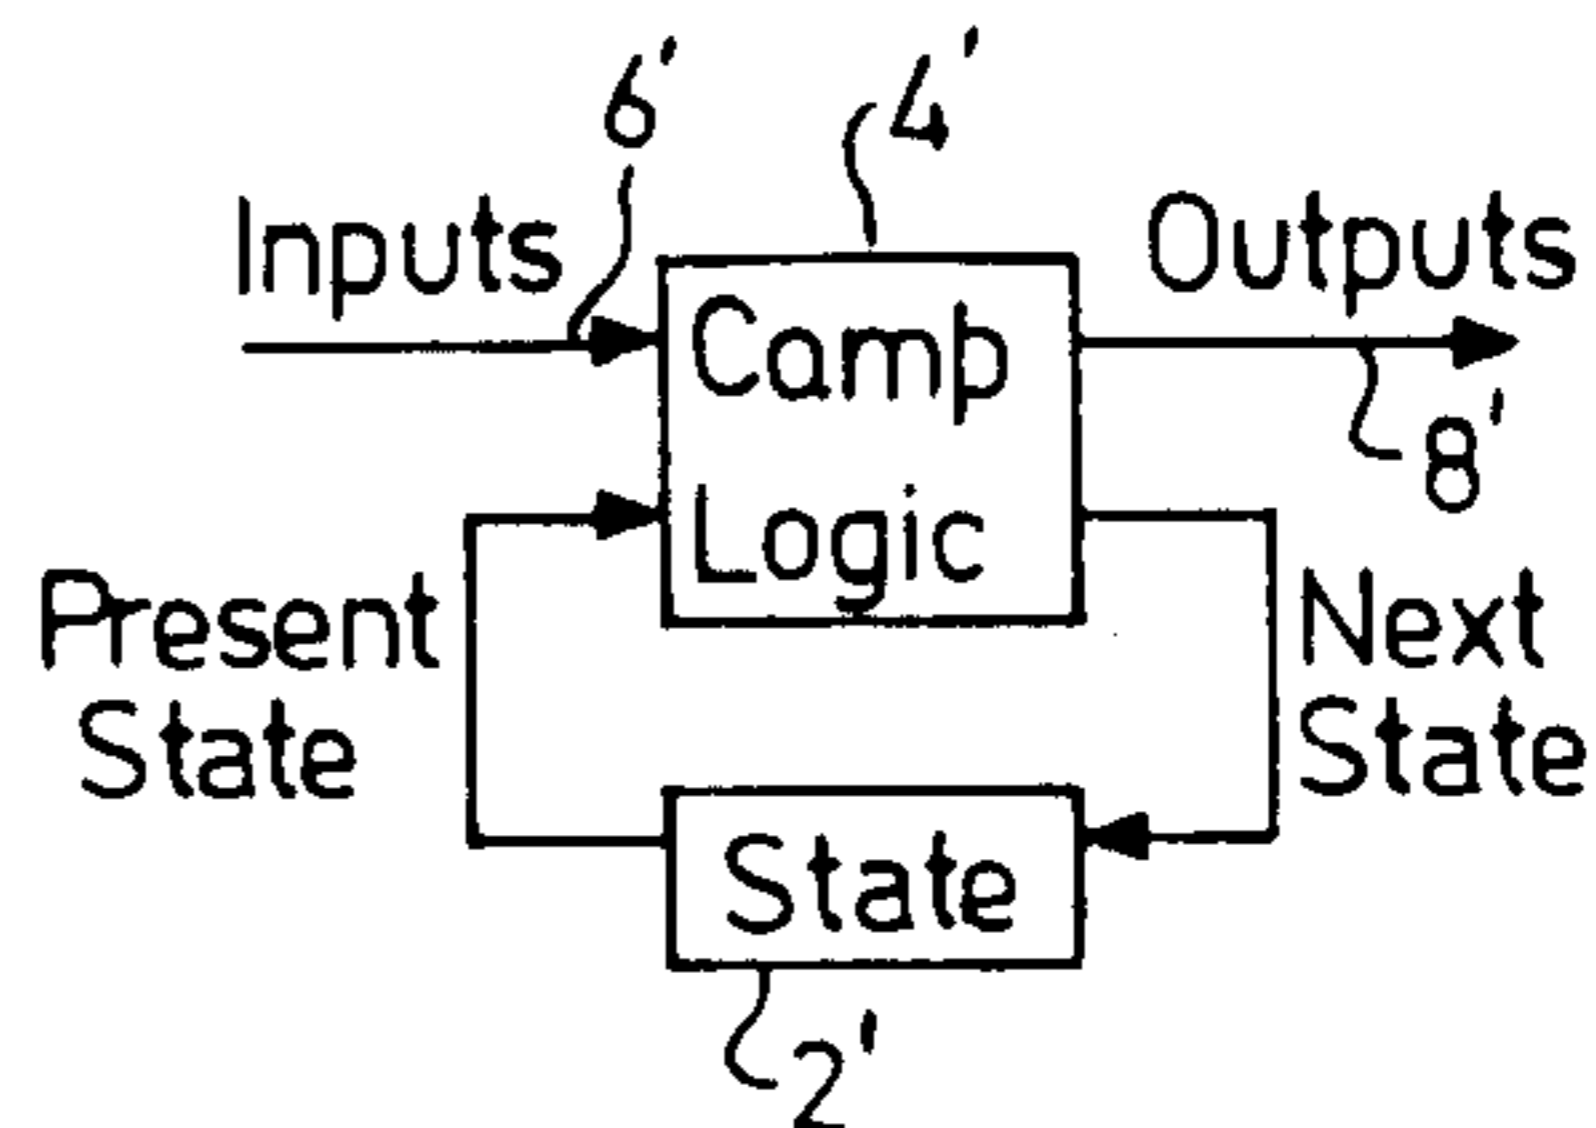 6'
4'
Inputs
Outputs
Camp
Logic
8'
Present
State
Next
State
State
2'